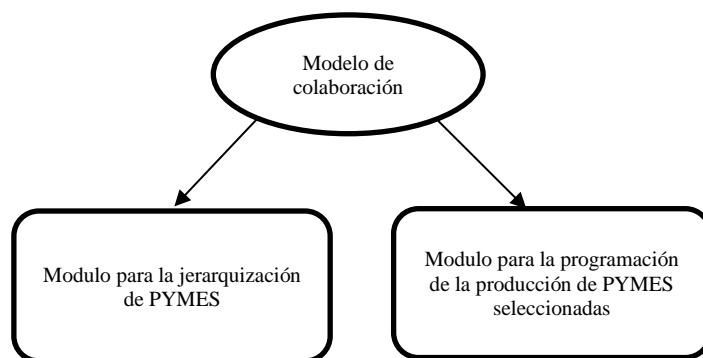 Modelo de
colaboración
Modulo para la jerarquización
de PYMES
Modulo para la programación
de la producción de PYMES
seleccionadas